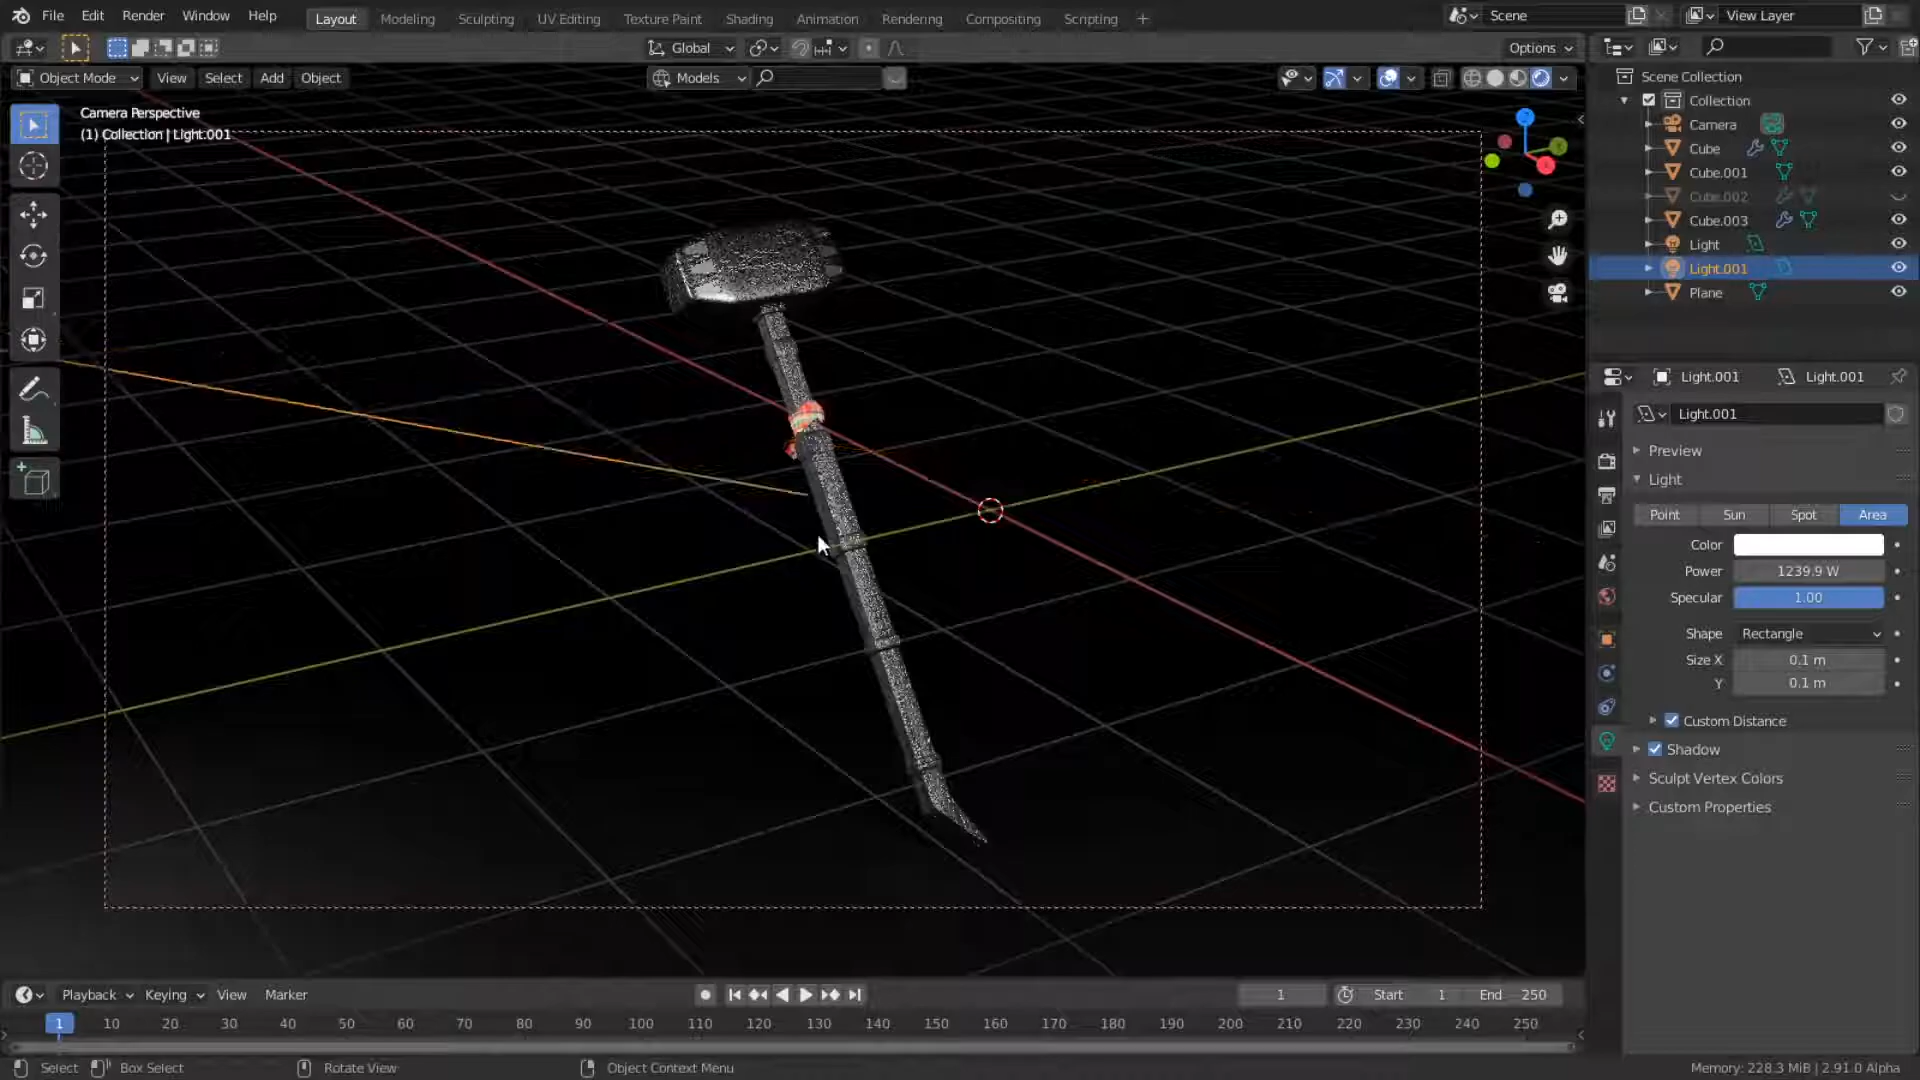 File Edit Render Window Help
Layout Modeling Sculpting UV Editing Texture Paint Shading Animation Rendering Compositing Scripting +
Scene
View Layer
Global
Options
Object Mode View Select Add Object
Models
Camera Perspective
(1) Collection | Light.001
Scene Collection
Collection
Camera
Cube
Cube.001
Cube.002
Cube.003
Light
Light.001
Plane
Light.001 Light.001
Light.001
Preview
Light
Point Sun Spot Area
Color
Power 1239.9 W
Specular 1.00
Shape Rectangle
Size X 0.1 m
Y 0.1 m
Custom Distance
Shadow
Sculpt Vertex Colors
Custom Properties
Playback Keying View Marker
1 Start 1 End 250
1 10 20 30 40 50 60 70 80 90 100 110 120 130 140 150 160 170 180 190 200 210 220 230 240 250
Select Box Select Rotate View Object Context Menu
Memory: 228.3 MiB | 2.91.0 Alpha